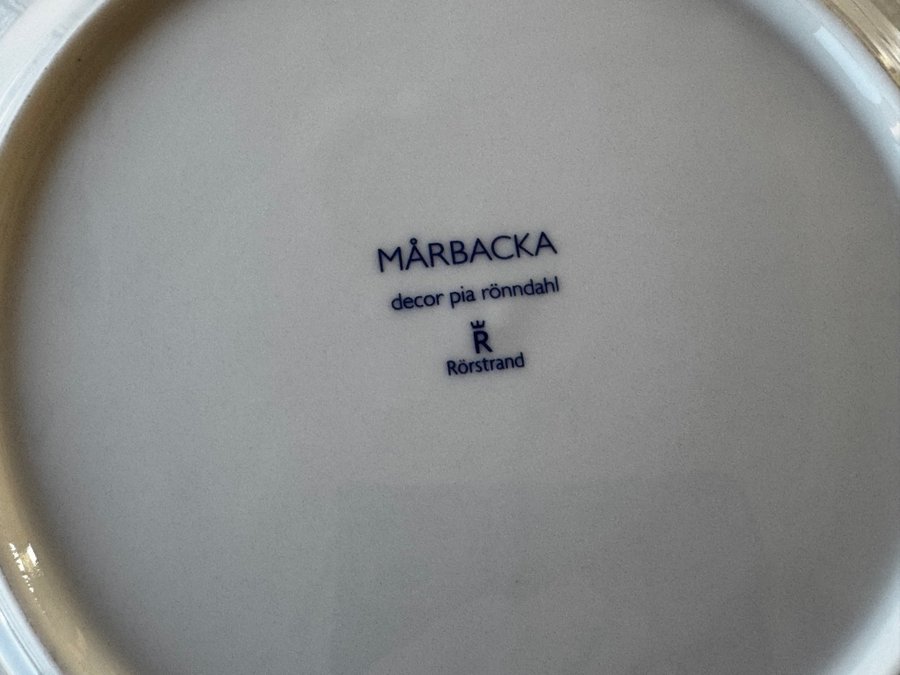 MÅRBACKA
decor pia rönndahl
R
Rörstrand